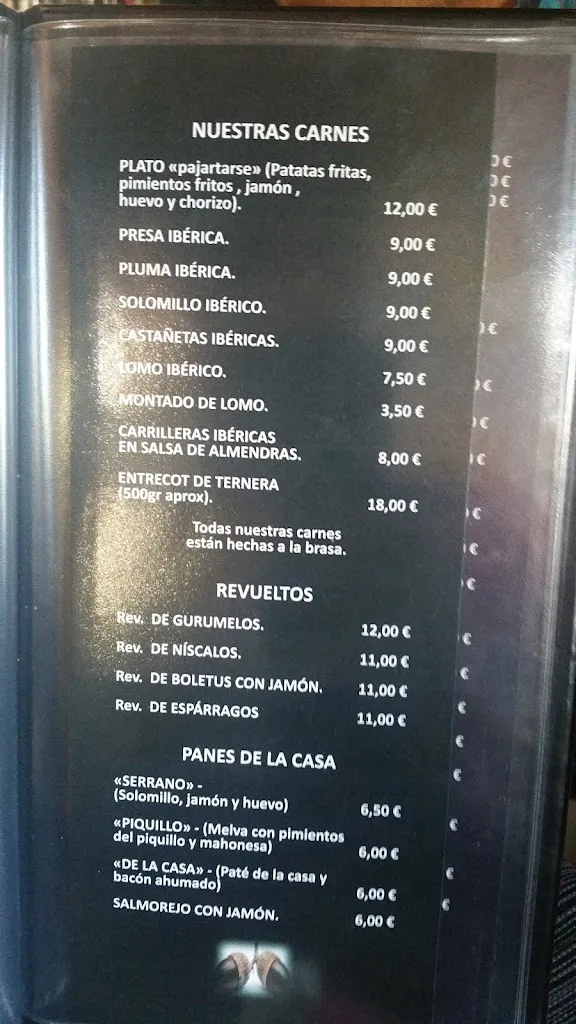 NUESTRAS CARNES
PLATO «pajartarse» (Patatas fritas,
pimientos fritos , jamón ,
huevo y chorizo). 12,00 €
PRESA IBÉRICA. 9,00 €
PLUMA IBÉRICA. 9,00 €
SOLOMILLO IBÉRICO. 9,00 €
CASTAÑETAS IBÉRICAS. 9,00 €
LOMO IBÉRICO. 7,50 €
MONTADO DE LOMO. 3,50 €
CARRILLERAS IBÉRICAS
EN SALSA DE ALMENDRAS. 8,00 €
ENTRECOT DE TERNERA
(500gr aprox). 18,00 €
Todas nuestras carnes
están hechas a la brasa.
REVUELTOS
Rev. DE GURUMELOS. 12,00 €
Rev. DE NÍSCALOS. 11,00 €
Rev. DE BOLETUS CON JAMÓN. 11,00 €
Rev. DE ESPÁRRAGOS 11,00 €
PANES DE LA CASA
«SERRANO» -
(Solomillo, jamón y huevo) 6,50 €
«PIQUILLO» - (Melva con pimientos
del piquillo y mahonesa) 6,00 €
«DE LA CASA» - (Paté de la casa y
bacón ahumado) 6,00 €
SALMOREJO CON JAMÓN. 6,00 €